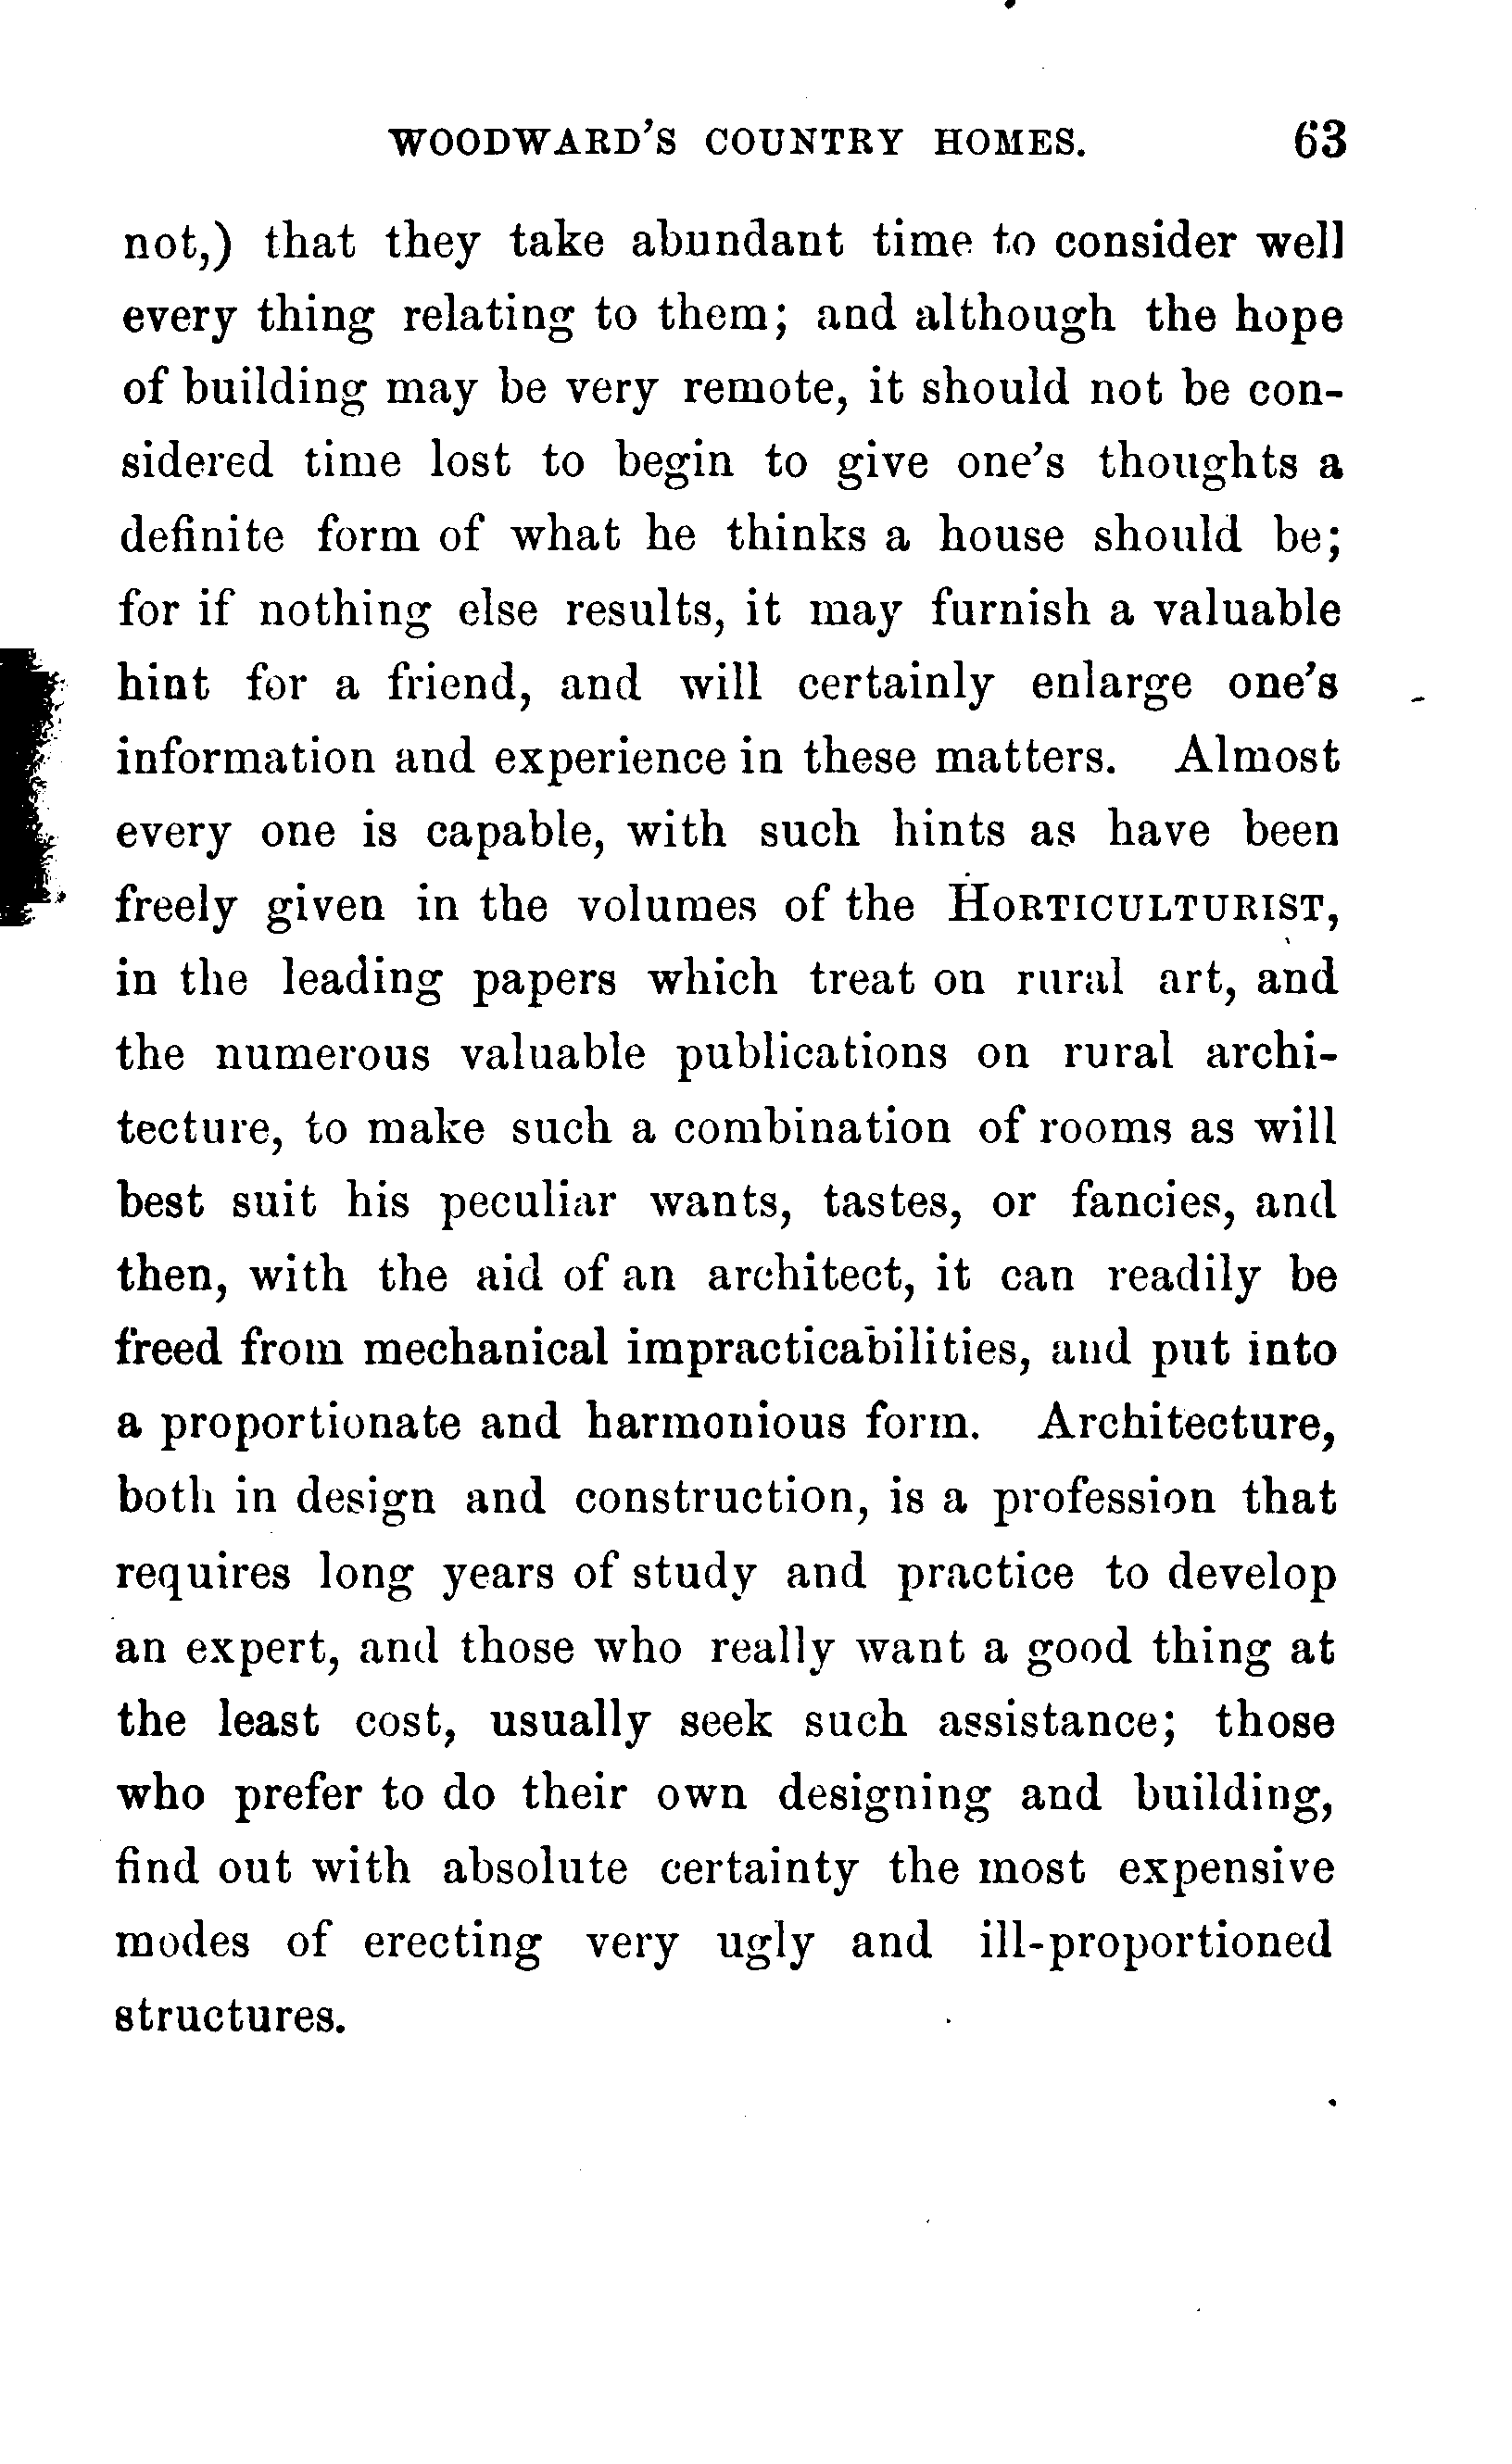 WOODWARD'S COUNTRY HOMES. 63
not,) that they take abundant time to consider well
every thing relating to them; and although the hope
of building may be very remote, it should not be con-
sidered time lost to begin to give one's thoughts a
definite form of what he thinks a house should be;
for if nothing else results, it may furnish a valuable
hint for a friend, and will certainly enlarge one's
information and experience in these matters. Almost
every one is capable, with such hints as have been
freely given in the volumes of the HORTICULTURIST,
in the leading papers which treat on rural art, and
the numerous valuable publications on rural archi-
tecture, to make such a combination of rooms as will
best suit his peculiar wants, tastes, or fancies, and
then, with the aid of an architect, it can readily be
freed from mechanical impracticabilities, and put into
a proportionate and harmonious form. Architecture,
both in design and construction, is a profession that
requires long years of study and practice to develop
an expert, and those who really want a good thing at
the least cost, usually seek such assistance; those
who prefer to do their own designing and building,
find out with absolute certainty the most expensive
modes of erecting very ugly and ill-proportioned
structures.